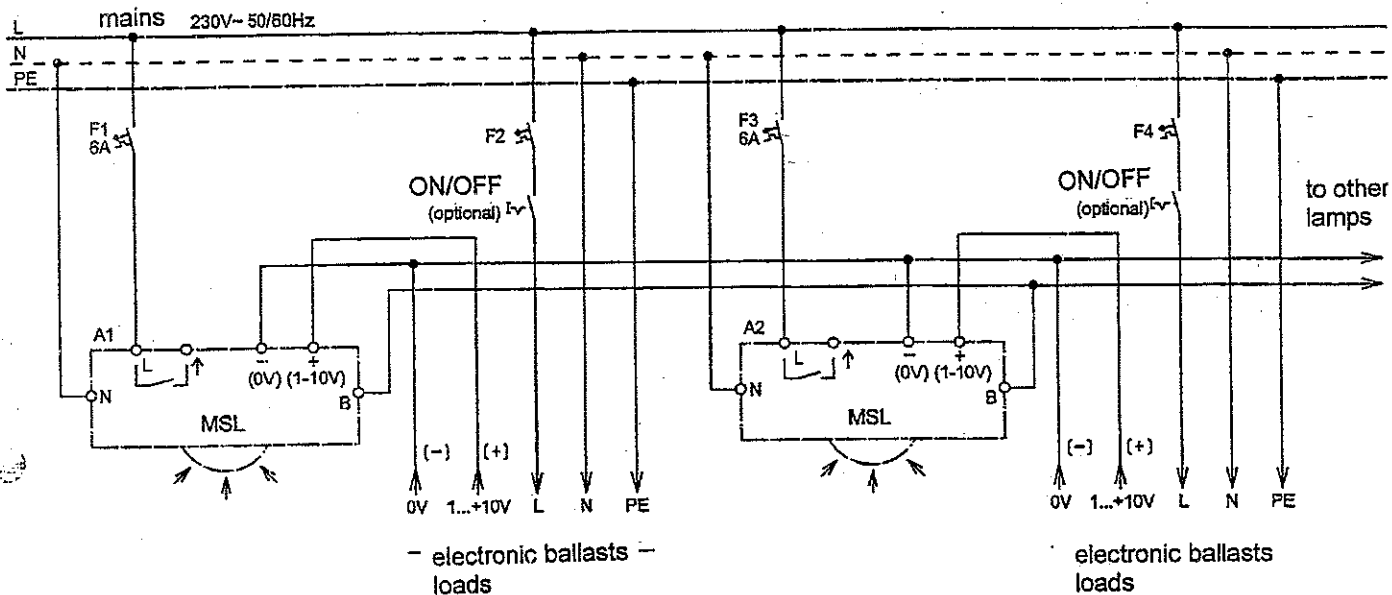 mains 230V~ 50/60Hz
L
N
PE
F1
6A
F2
F3
6A
F4
ON/OFF
(optional)
ON/OFF
(optional)
to other
lamps
A1
L
↑
−
+
(0V) (1-10V)
N
B
MSL
A2
L
↑
−
+
(0V) (1-10V)
N
B
MSL
(-) (+)
0V 1...+10V L N PE
(-) (+)
0V 1...+10V L N PE
− electronic ballasts −
loads
electronic ballasts
loads